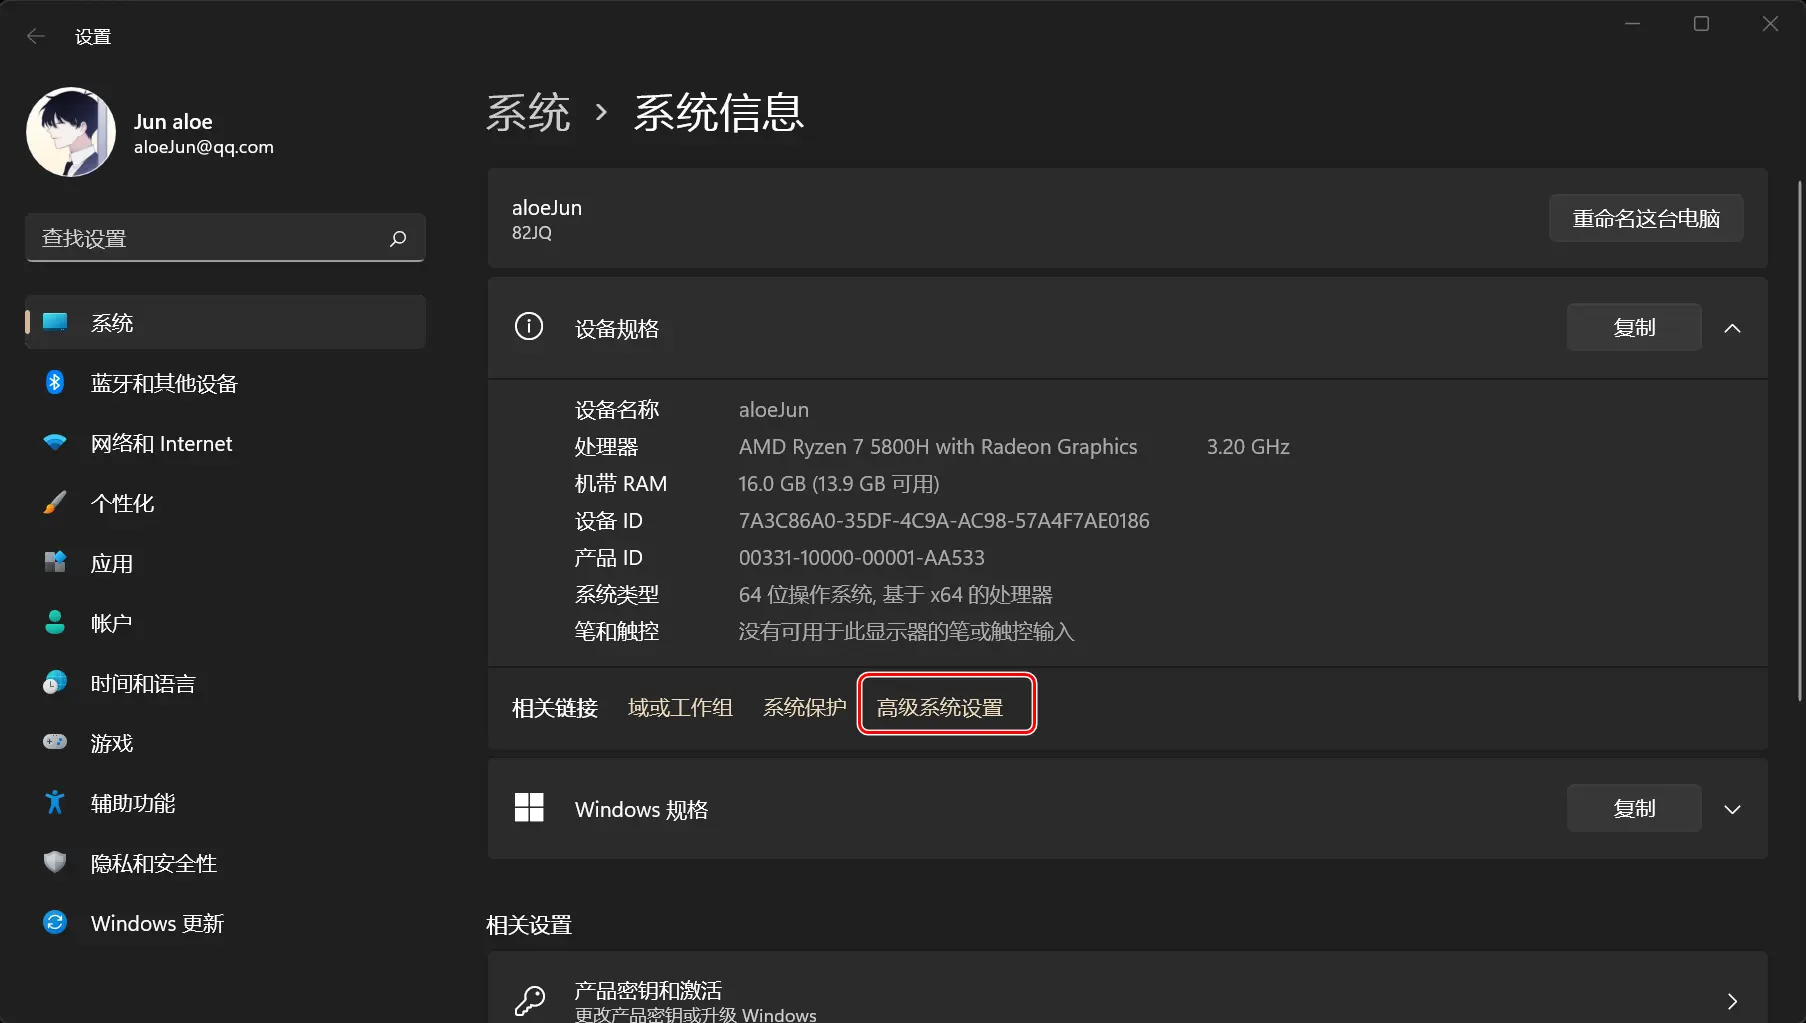 设置
Jun aloe
aloeJun@qq.com
查找设置
系统
蓝牙和其他设备
网络和 Internet
个性化
应用
帐户
时间和语言
游戏
辅助功能
隐私和安全性
Windows 更新
系统 › 系统信息
aloeJun
82JQ
重命名这台电脑
设备规格
复制
设备名称 aloeJun
处理器 AMD Ryzen 7 5800H with Radeon Graphics 3.20 GHz
机带 RAM 16.0 GB (13.9 GB 可用)
设备 ID 7A3C86A0-35DF-4C9A-AC98-57A4F7AE0186
产品 ID 00331-10000-00001-AA533
系统类型 64 位操作系统, 基于 x64 的处理器
笔和触控 没有可用于此显示器的笔或触控输入
相关链接 域或工作组 系统保护 高级系统设置
Windows 规格
复制
相关设置
产品密钥和激活
更改产品密钥或升级 Windows